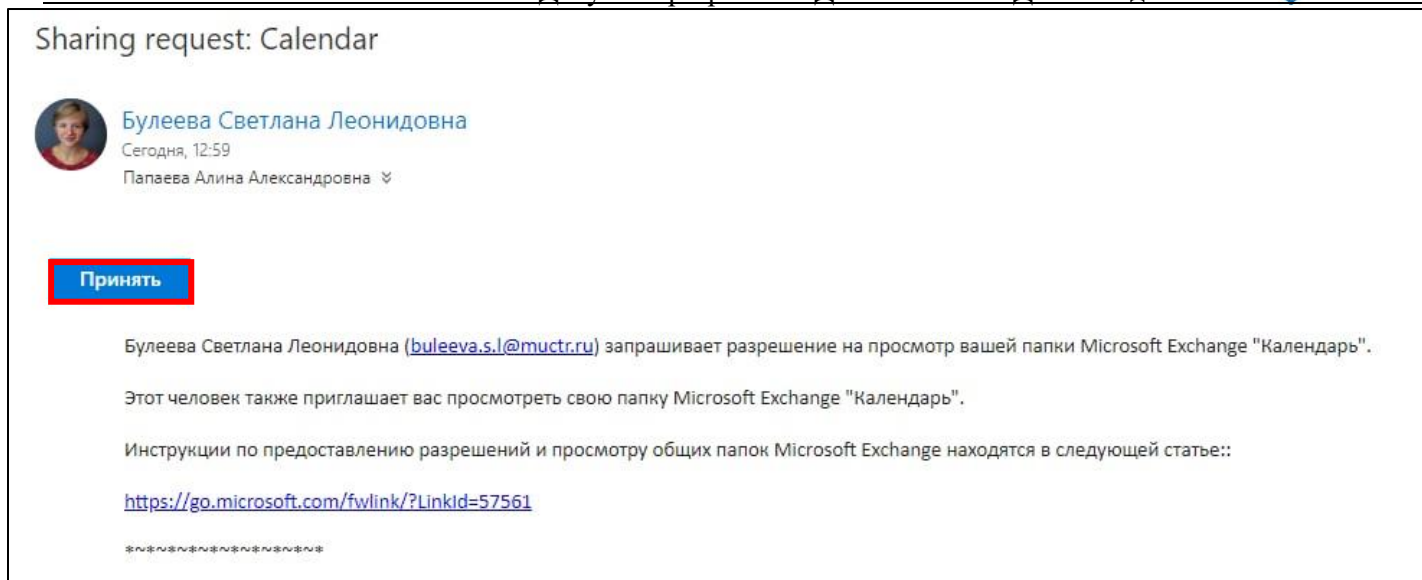 Sharing request: Calendar
Булеева Светлана Леонидовна
Сегодня, 12:59
Папаева Алина Александровна
Принять
Булеева Светлана Леонидовна (buleeva.s.l@muctr.ru) запрашивает разрешение на просмотр вашей папки Microsoft Exchange "Календарь".
Этот человек также приглашает вас просмотреть свою папку Microsoft Exchange "Календарь".
Инструкции по предоставлению разрешений и просмотру общих папок Microsoft Exchange находятся в следующей статье::
https://go.microsoft.com/fwlink/?LinkId=57561
*~*~*~*~*~*~*~*~*~*